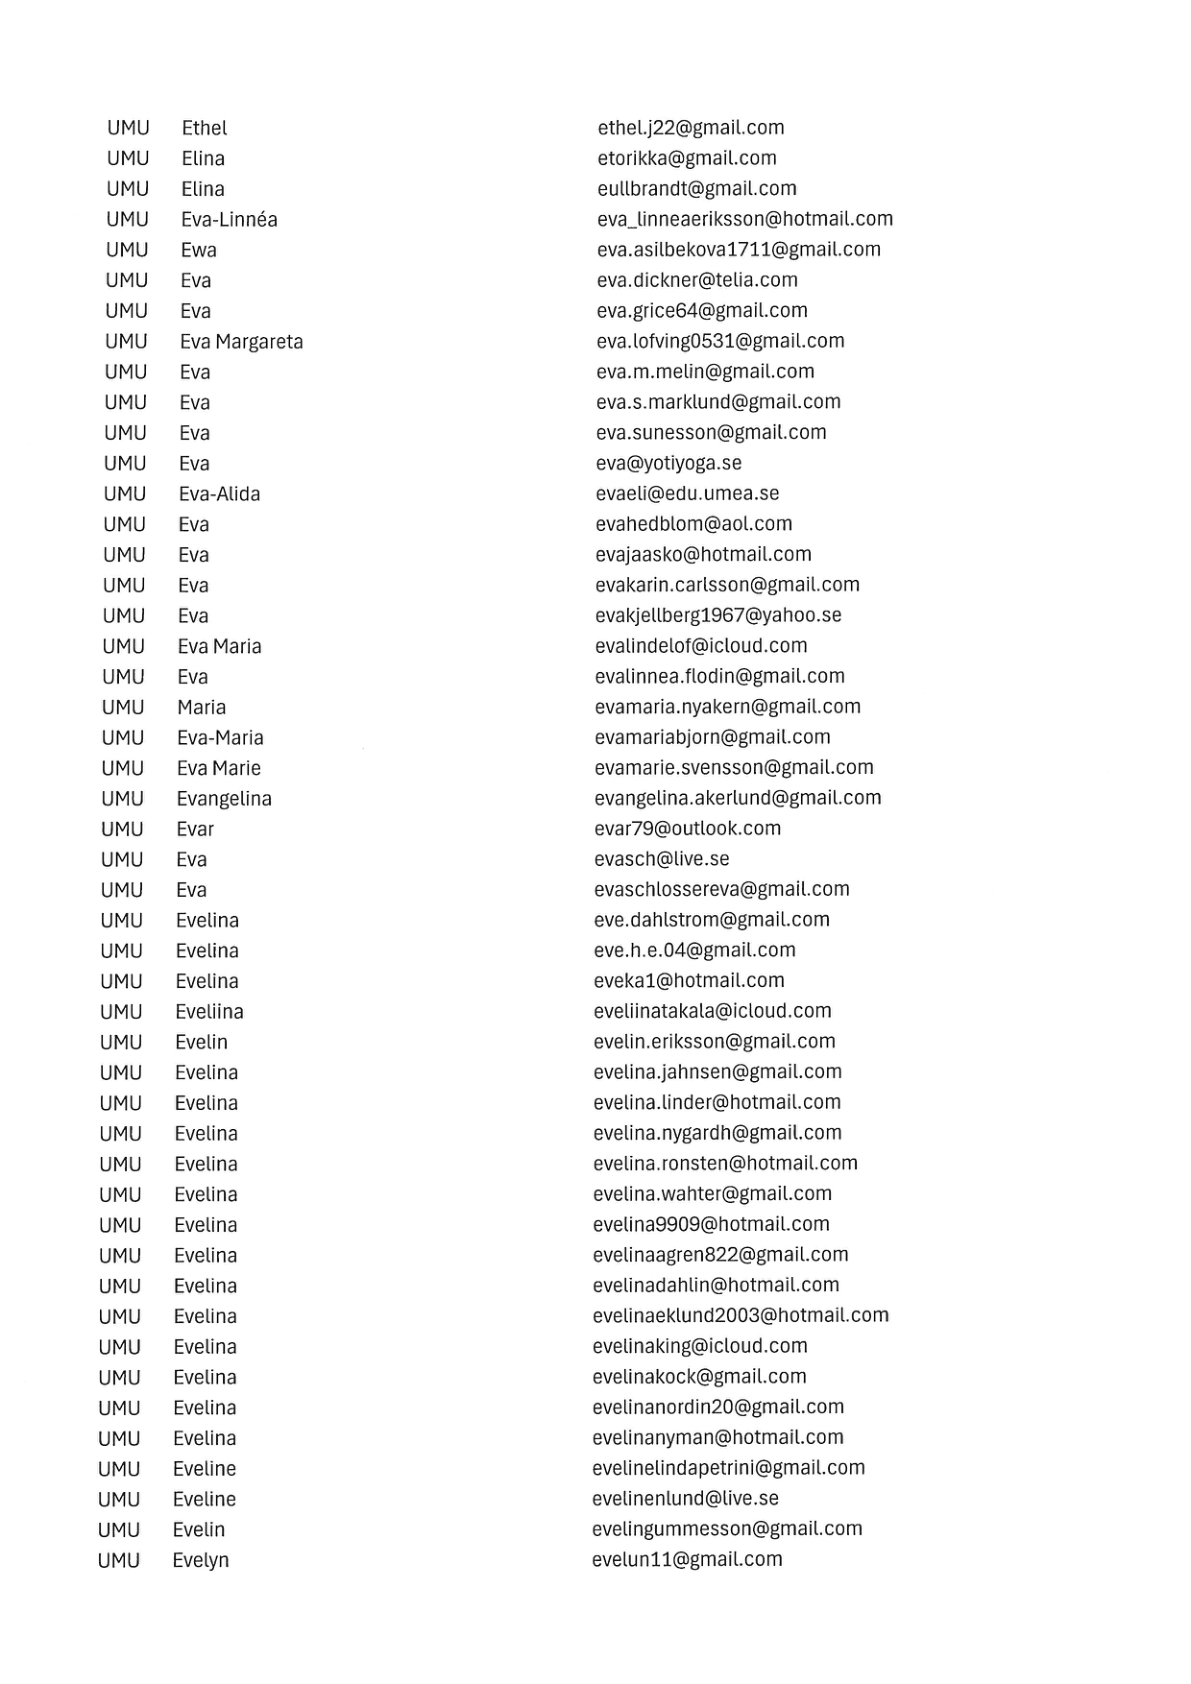 UMU Ethel ethel.j22@gmail.com
UMU Elina etorikka@gmail.com
UMU Elina eullbrandt@gmail.com
UMU Eva-Linnéa eva_linneaeriksson@hotmail.com
UMU Ewa eva.asilbekova1711@gmail.com
UMU Eva eva.dickner@telia.com
UMU Eva eva.grice64@gmail.com
UMU Eva Margareta eva.lofving0531@gmail.com
UMU Eva eva.m.melin@gmail.com
UMU Eva eva.s.marklund@gmail.com
UMU Eva eva.sunesson@gmail.com
UMU Eva eva@yotiyoga.se
UMU Eva-Alida evaeli@edu.umea.se
UMU Eva evahedblom@aol.com
UMU Eva evajaasko@hotmail.com
UMU Eva evakarin.carlsson@gmail.com
UMU Eva evakjellberg1967@yahoo.se
UMU Eva Maria evalindelof@icloud.com
UMU Eva evalinnea.flodin@gmail.com
UMU Maria evamaria.nyakern@gmail.com
UMU Eva-Maria evamariabjorn@gmail.com
UMU Eva Marie evamarie.svensson@gmail.com
UMU Evangelina evangelina.akerlund@gmail.com
UMU Evar evar79@outlook.com
UMU Eva evasch@live.se
UMU Eva evaschlossereva@gmail.com
UMU Evelina eve.dahlstrom@gmail.com
UMU Evelina eve.h.e.04@gmail.com
UMU Evelina eveka1@hotmail.com
UMU Eveliina eveliinatakala@icloud.com
UMU Evelin evelin.eriksson@gmail.com
UMU Evelina evelina.jahnsen@gmail.com
UMU Evelina evelina.linder@hotmail.com
UMU Evelina evelina.nygardh@gmail.com
UMU Evelina evelina.ronsten@hotmail.com
UMU Evelina evelina.wahter@gmail.com
UMU Evelina evelina9909@hotmail.com
UMU Evelina evelinaagren822@gmail.com
UMU Evelina evelinadahlin@hotmail.com
UMU Evelina evelinaeklund2003@hotmail.com
UMU Evelina evelinaking@icloud.com
UMU Evelina evelinakock@gmail.com
UMU Evelina evelinanordin20@gmail.com
UMU Evelina evelinanyman@hotmail.com
UMU Eveline evelinelindapetrini@gmail.com
UMU Eveline evelinenlund@live.se
UMU Evelin evelingummesson@gmail.com
UMU Evelyn evelun11@gmail.com